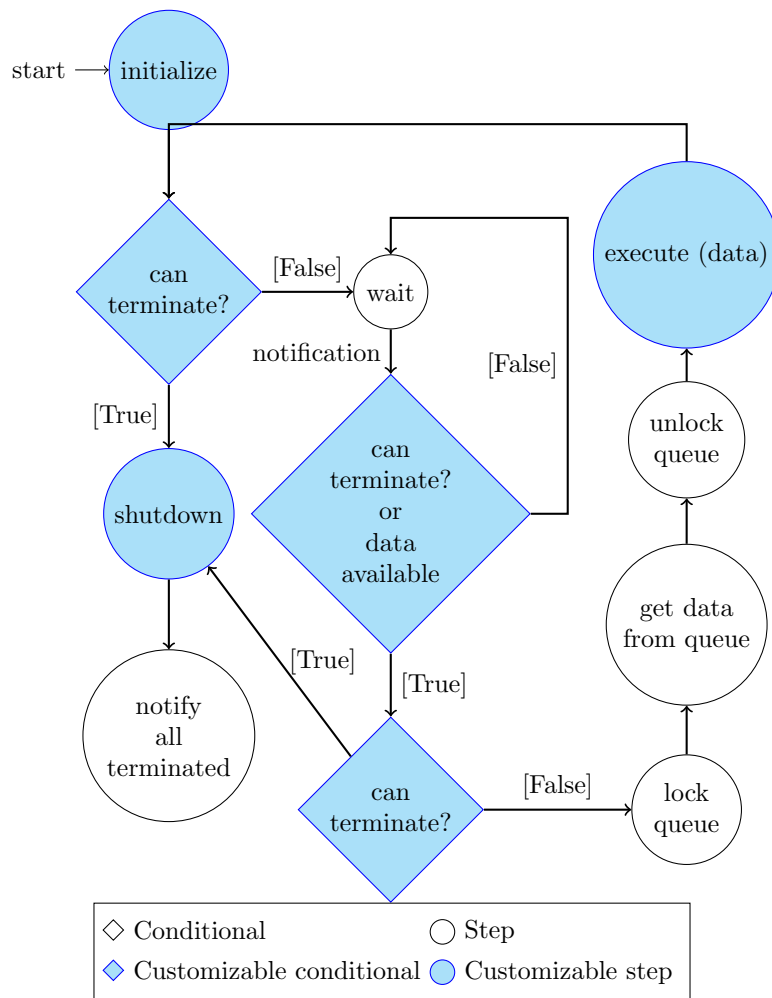 start
initialize
can
terminate?
[False]
wait
execute (data)
notification
[False]
[True]
unlock
queue
shutdown
can
terminate?
or
data
available
get data
from queue
[True]
[True]
notify
all
terminated
can
terminate?
[False]
lock
queue
Conditional
Step
Customizable conditional
Customizable step